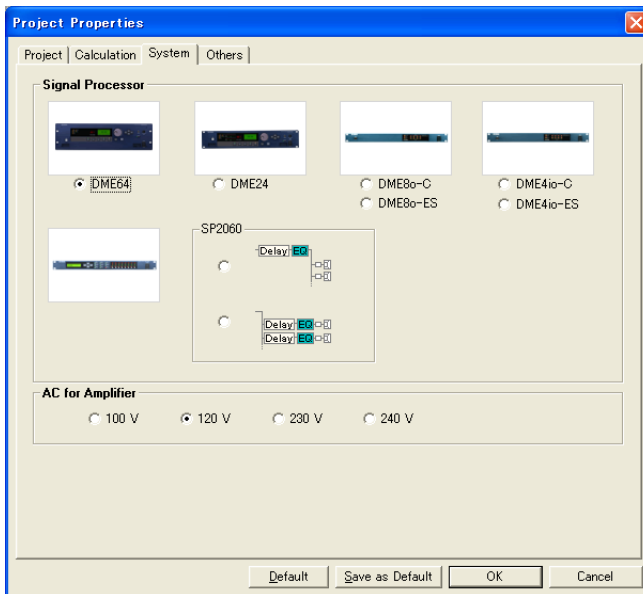 Project Properties
Project Calculation System Others
Signal Processor
DME64 DME24 DME8o-C DME4io-C
DME8o-ES DME4io-ES
SP2060
Delay EQ
Delay EQ
Delay EQ
AC for Amplifier
100 V 120 V 230 V 240 V
Default Save as Default OK Cancel